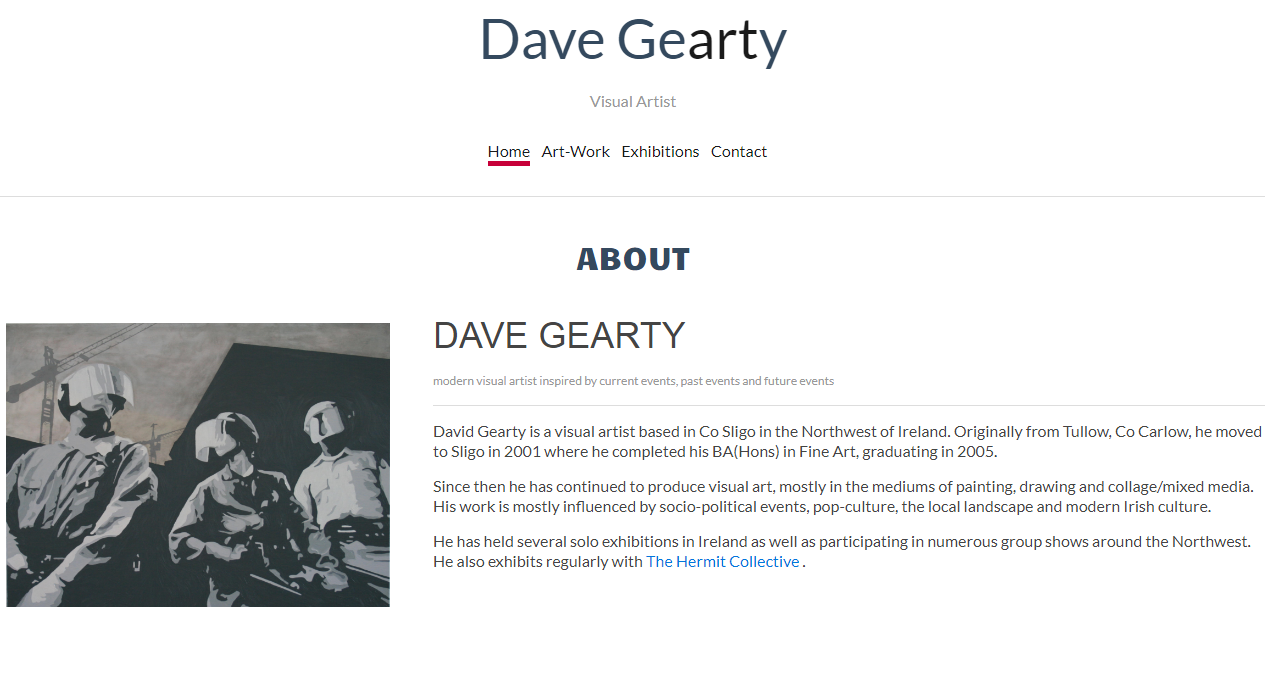 Dave Gearty
Visual Artist
Home Art-Work Exhibitions Contact
ABOUT
DAVE GEARTY
modern visual artist inspired by current events, past events and future events
David Gearty is a visual artist based in Co Sligo in the Northwest of Ireland. Originally from Tullow, Co Carlow, he moved
to Sligo in 2001 where he completed his BA(Hons) in Fine Art, graduating in 2005.
Since then he has continued to produce visual art, mostly in the mediums of painting, drawing and collage/mixed media.
His work is mostly influenced by socio-political events, pop-culture, the local landscape and modern Irish culture.
He has held several solo exhibitions in Ireland as well as participating in numerous group shows around the Northwest.
He also exhibits regularly with The Hermit Collective .